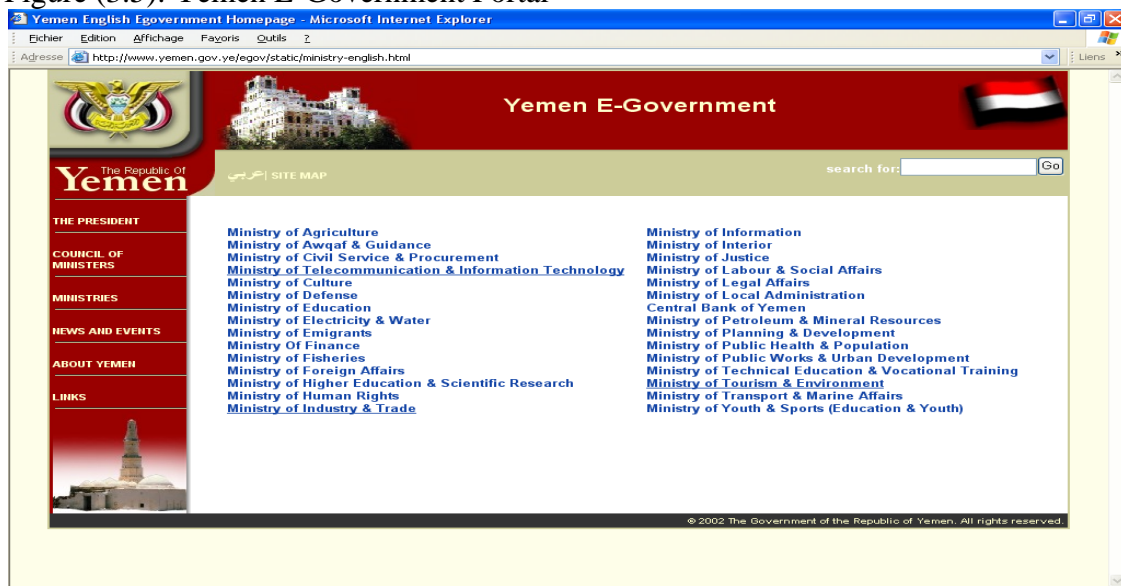 Figure (3.3): Yemen E-Government Portal
Yemen English Egovernment Homepage - Microsoft Internet Explorer
Fichier Edition Affichage Favoris Outils ?
Adresse http://www.yemen.gov.ye/egov/static/ministry-english.html Liens »
Yemen E-Government
The Republic Of
Yemen
عربي | SITE MAP
search for: Go
THE PRESIDENT
COUNCIL OF
MINISTERS
MINISTRIES
NEWS AND EVENTS
ABOUT YEMEN
LINKS
Ministry of Agriculture
Ministry of Awqaf & Guidance
Ministry of Civil Service & Procurement
Ministry of Telecommunication & Information Technology
Ministry of Culture
Ministry of Defense
Ministry of Education
Ministry of Electricity & Water
Ministry of Emigrants
Ministry Of Finance
Ministry of Fisheries
Ministry of Foreign Affairs
Ministry of Higher Education & Scientific Research
Ministry of Human Rights
Ministry of Industry & Trade
Ministry of Information
Ministry of Interior
Ministry of Justice
Ministry of Labour & Social Affairs
Ministry of Legal Affairs
Ministry of Local Administration
Central Bank of Yemen
Ministry of Petroleum & Mineral Resources
Ministry of Planning & Development
Ministry of Public Health & Population
Ministry of Public Works & Urban Development
Ministry of Technical Education & Vocational Training
Ministry of Tourism & Environment
Ministry of Transport & Marine Affairs
Ministry of Youth & Sports (Education & Youth)
© 2002 The Government of the Republic of Yemen. All rights reserved.